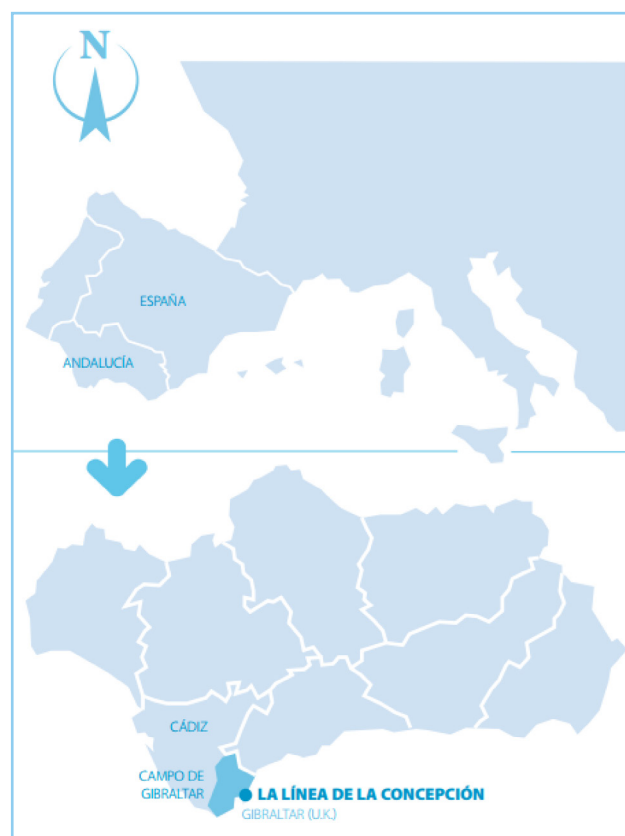 N
ESPAÑA
ANDALUCÍA
CÁDIZ
CAMPO DE
GIBRALTAR
LA LÍNEA DE LA CONCEPCIÓN
GIBRALTAR (U.K.)